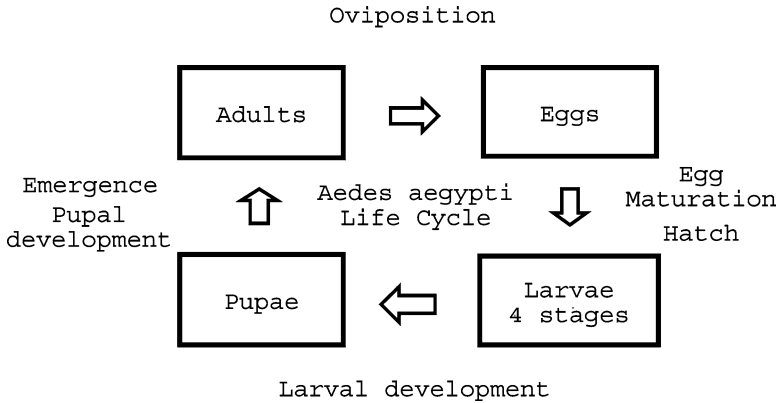 Oviposition
Adults
Eggs
Emergence
Pupal
development
Aedes aegypti
Life Cycle
Egg
Maturation
Hatch
Pupae
Larvae
4 stages
Larval development